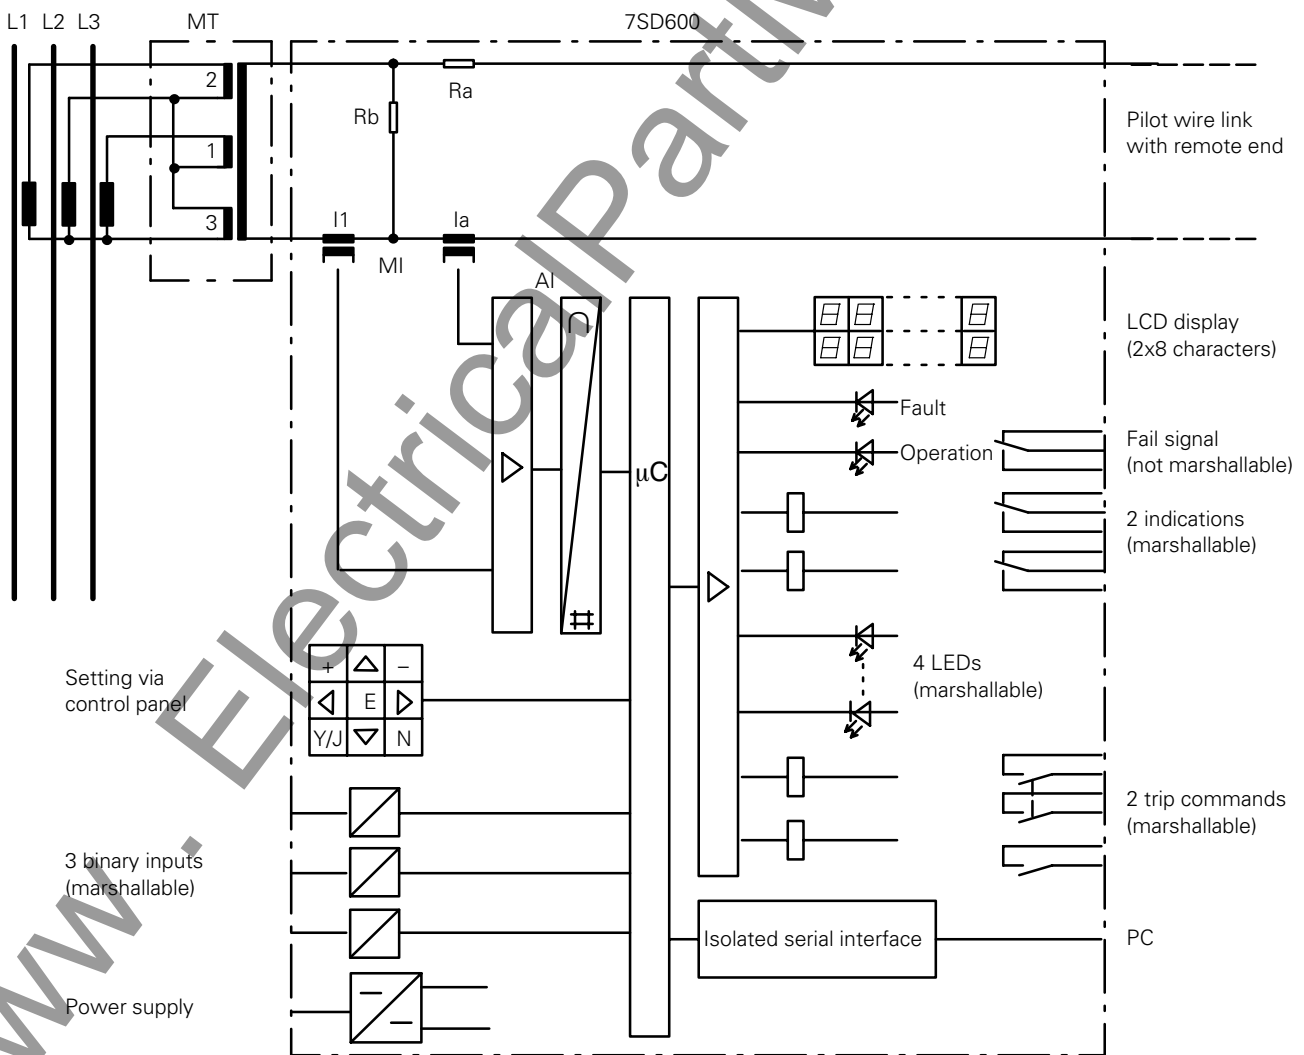 L1 L2 L3 MT 7SD600
2
1
3
Ra
Rb
Pilot wire link
with remote end
I1
Ia
MI
AI
LCD display
(2x8 characters)
Fault
Operation
Fail signal
(not marshallable)
µC
2 indications
(marshallable)
4 LEDs
(marshallable)
Setting via
control panel
+ −
E
Y/J N
2 trip commands
(marshallable)
3 binary inputs
(marshallable)
Isolated serial interface
PC
Power supply
www . ElectricalPart